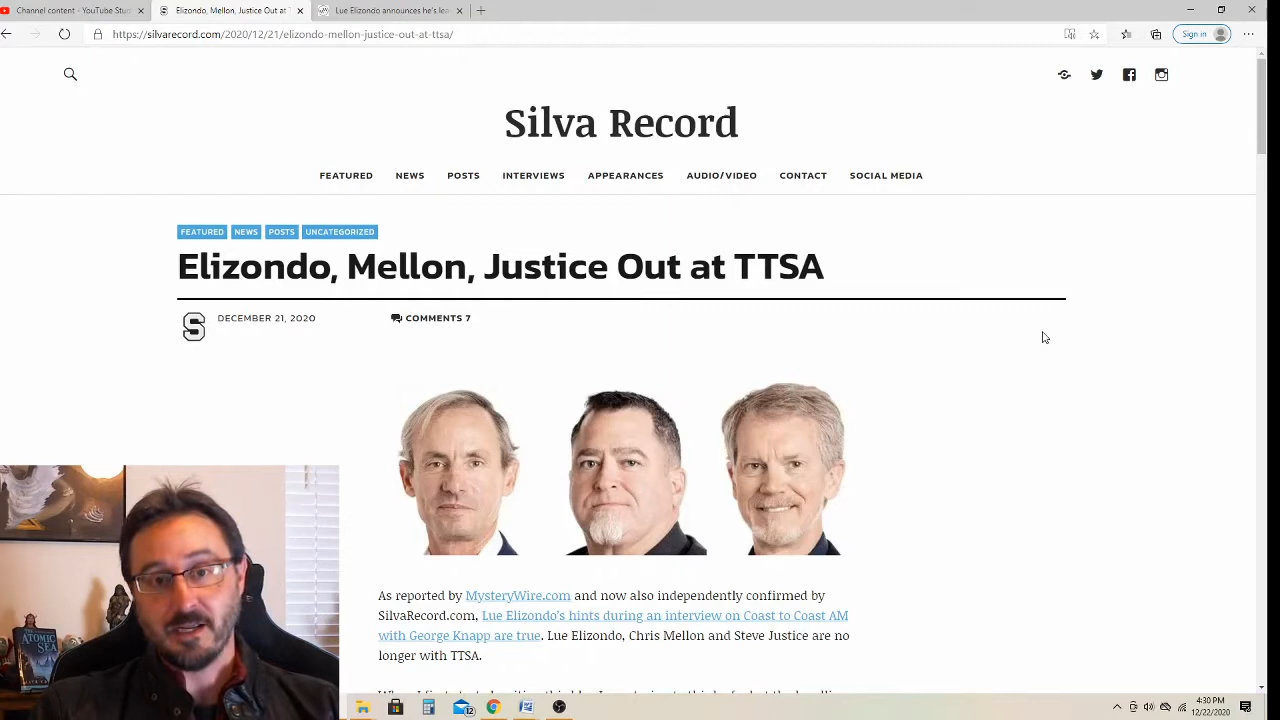 Channel content - YouTube Stud
Elizondo, Mellon, Justice Out at
Lue Elizondo announces he's lea
https://silvarecord.com/2020/12/21/elizondo-mellon-justice-out-at-ttsa/
Sign in
Silva Record
FEATURED NEWS POSTS INTERVIEWS APPEARANCES AUDIO/VIDEO CONTACT SOCIAL MEDIA
FEATURED NEWS POSTS UNCATEGORIZED
Elizondo, Mellon, Justice Out at TTSA
S
DECEMBER 21, 2020
COMMENTS 7
As reported by MysteryWire.com and now also independently confirmed by
SilvaRecord.com, Lue Elizondo's hints during an interview on Coast to Coast AM
with George Knapp are true. Lue Elizondo, Chris Mellon and Steve Justice are no
longer with TTSA.
ATOMIC
SEA
12
4:30 PM
12/22/2020